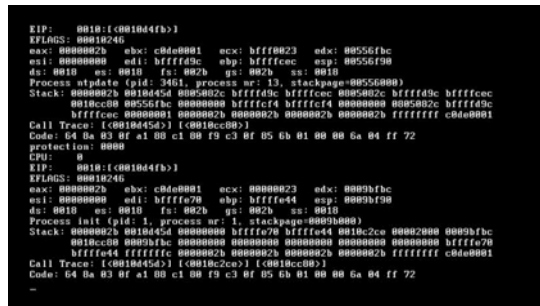 EIP:    0010:[<0010d4fb>]
EFLAGS: 00010246
eax: 0000002b   ebx: c0de0001   ecx: bfff0023   edx: 00556fbc
esi: 00000000   edi: bffffd9c   ebp: bffffcec   esp: 00556f90
ds: 0018   es: 0018   fs: 002b   gs: 002b   ss: 0018
Process ntpdate (pid: 3461, process nr: 13, stackpage=00556000)
Stack: 0000002b 0010d45d 0805082c bffffd9c bffffcec 0805082c bffffd9c bffffcec
0010cc80 00556fbc 00000000 bffffcf4 bffffcf4 00000000 0805082c bffffd9c
bffffcec 00000001 0000002b 0000002b 0000002b 0000002b ffffffff c0de0001
Call Trace: [<0010d45d>] [<0010cc80>]
Code: 64 8a 03 0f a1 88 c1 80 f9 c3 0f 85 6b 01 00 00 6a 04 ff 72
protection: 0000
CPU:    0
EIP:    0010:[<0010d4fb>]
EFLAGS: 00010246
eax: 0000002b   ebx: c0de0001   ecx: 00000023   edx: 0009bfbc
esi: 00000000   edi: bffffe70   ebp: bffffe44   esp: 0009bf90
ds: 0018   es: 0018   fs: 002b   gs: 002b   ss: 0018
Process init (pid: 1, process nr: 1, stackpage=0009b000)
Stack: 0000002b 0010d45d 00000000 bffffe70 bffffe44 0010c2ce 00002000 0009bfbc
0010cc80 0009bfbc 00000000 00000000 00000000 00000000 00000000 bffffe70
bffffe44 ffffffff 0000002b 0000002b 0000002b 0000002b ffffffff c0de0001
Call Trace: [<0010d45d>] [<0010c2ce>] [<0010cc80>]
Code: 64 8a 03 0f a1 88 c1 80 f9 c3 0f 85 6b 01 00 00 6a 04 ff 72
_